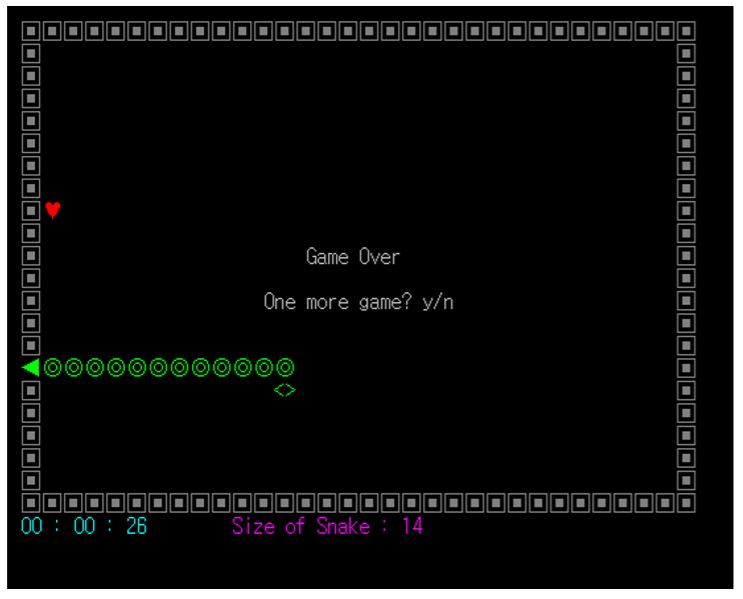 Game Over
One more game? y/n
00 : 00 : 26 Size of Snake : 14